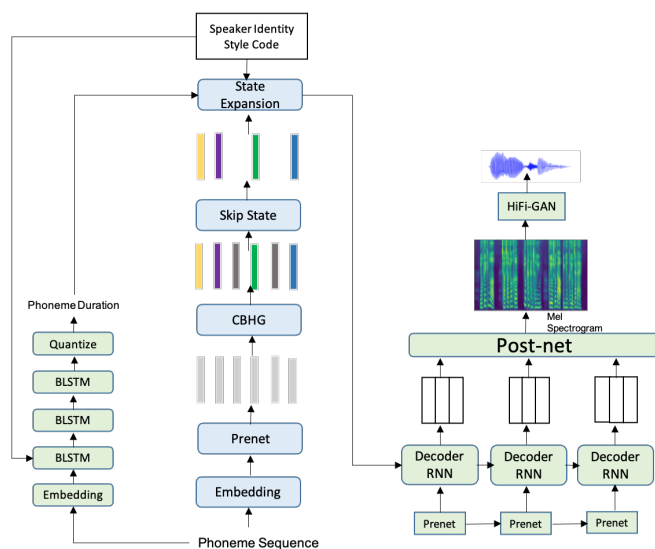 Speaker Identity
Style Code
State
Expansion
Skip State
HiFi-GAN
Phoneme Duration
CBHG
Mel
Spectrogram
Quantize
Post-net
BLSTM
BLSTM
Prenet
BLSTM
Decoder
RNN
Decoder
RNN
Decoder
RNN
Embedding
Embedding
Prenet
Prenet
Prenet
Phoneme Sequence